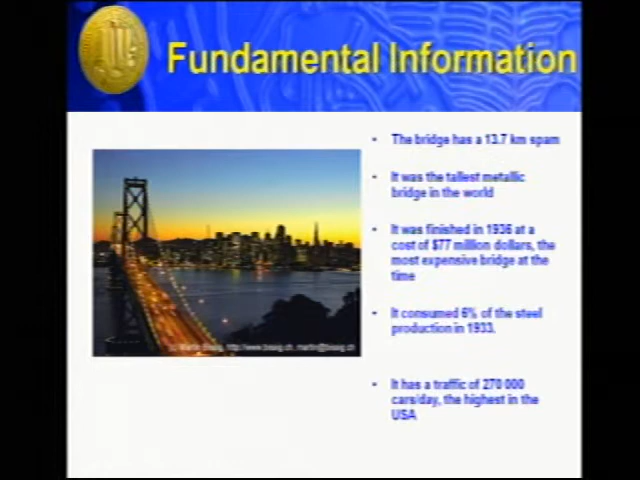 Fundamental Information
• The bridge has a 13.7 km spam
• It was the tallest metallic
bridge in the world
• It was finished in 1936 at a
cost of $77 million dollars, the
most expensive bridge at the
time
• It consumed 6% of the steel
production in 1933.
• It has a traffic of 270 000
cars/day, the highest in the
USA